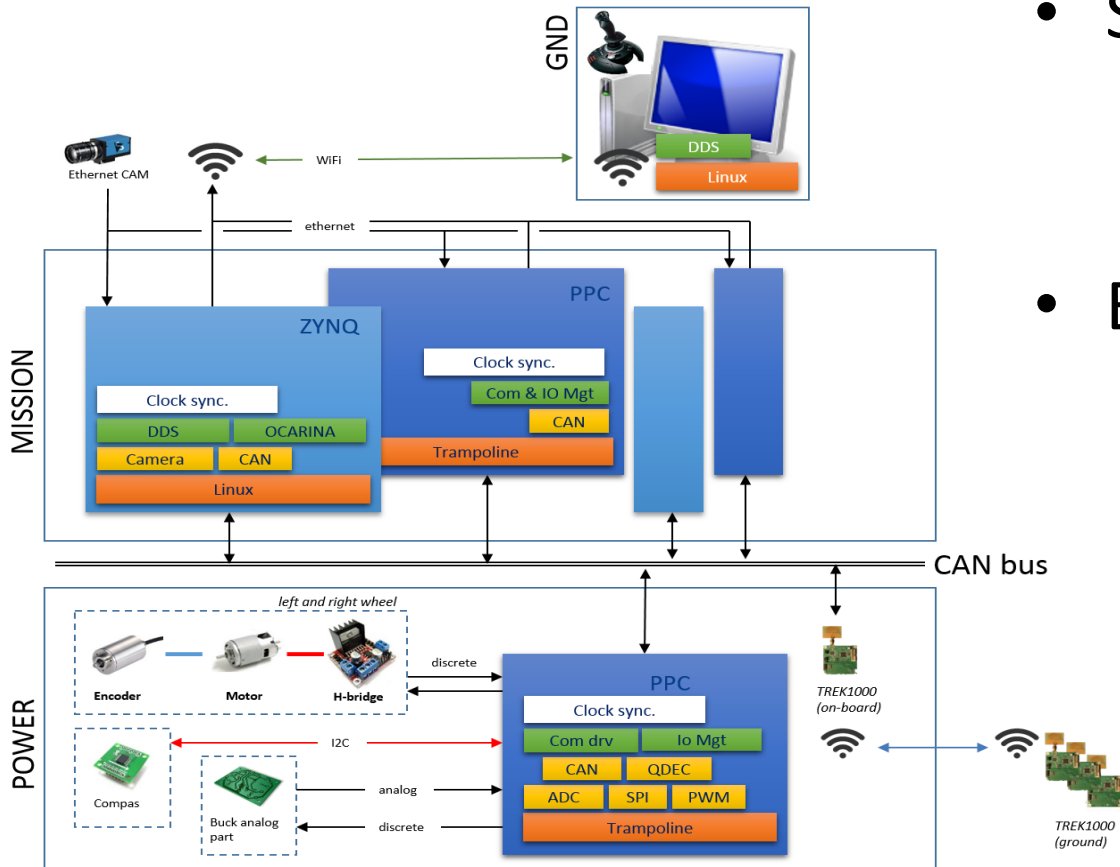 GND
DDS
Linux
Ethernet CAM
WiFi
ethernet
MISSION
PPC
ZYNQ
Clock sync.
Com & IO Mgt
CAN
Trampoline
Clock sync.
DDS
OCARINA
Camera
CAN
Linux
CAN bus
POWER
left and right wheel
Encoder
Motor
H-bridge
discrete
PPC
Clock sync.
Com drv
Io Mgt
CAN
QDEC
ADC
SPI
PWM
Trampoline
I2C
Compas
Buck analog
part
analog
discrete
TREK1000
(on-board)
TREK1000
(ground)